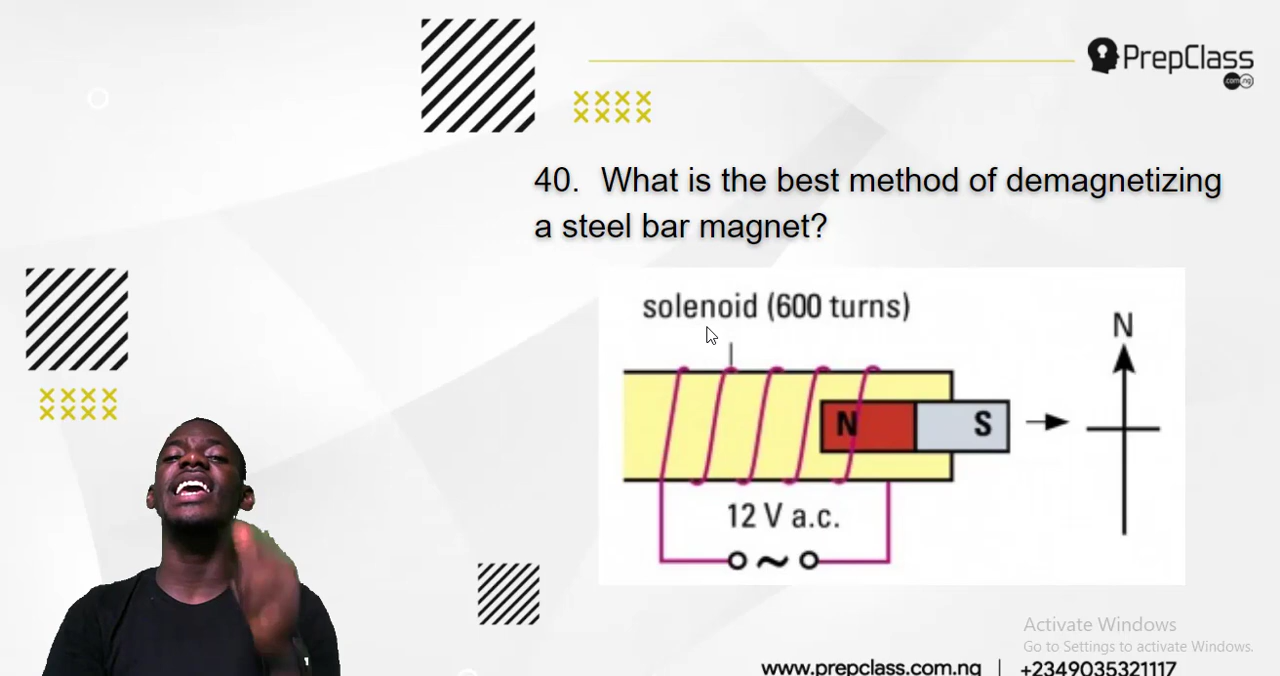 PrepClass
.com.ng
40. What is the best method of demagnetizing
a steel bar magnet?
solenoid (600 turns)
N
N S
12 V a.c.
Activate Windows
Go to Settings to activate Windows.
www.prepclass.com.ng | +2349035321117